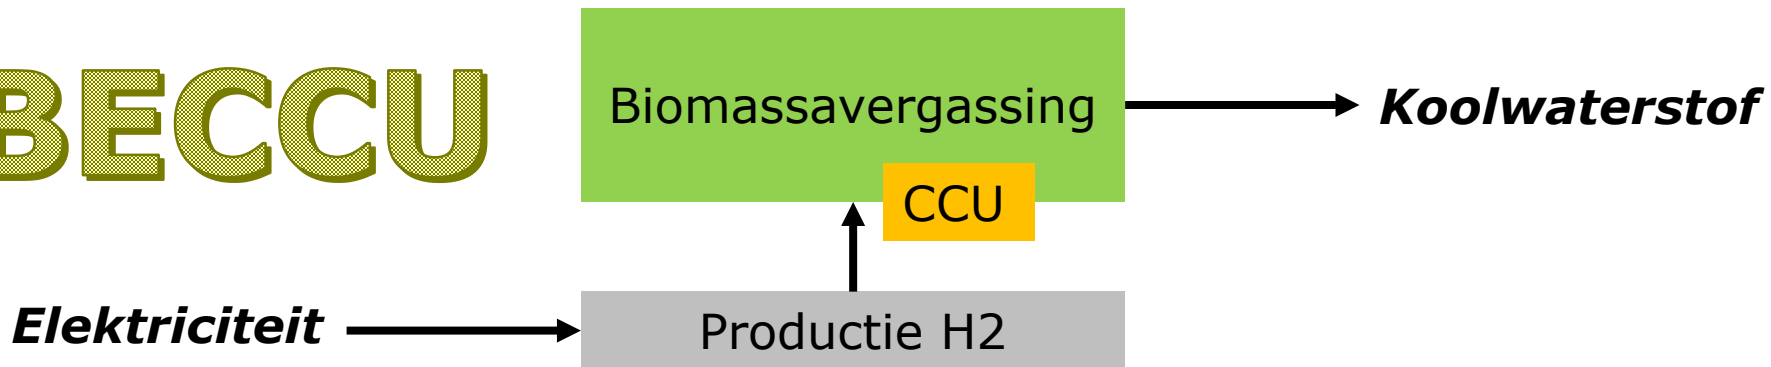 BECCU
Biomassavergassing
Koolwaterstof
CCU
Elektriciteit
Productie H2